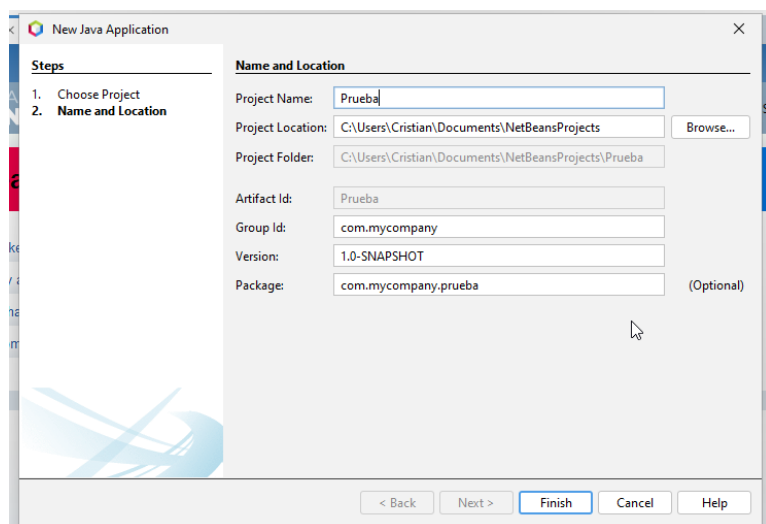 New Java Application
Steps
1. Choose Project
2. Name and Location
Name and Location
Project Name: Prueba
Project Location: C:\Users\Cristian\Documents\NetBeansProjects Browse...
Project Folder: C:\Users\Cristian\Documents\NetBeansProjects\Prueba
Artifact Id: Prueba
Group Id: com.mycompany
Version: 1.0-SNAPSHOT
Package: com.mycompany.prueba (Optional)
< Back Next > Finish Cancel Help